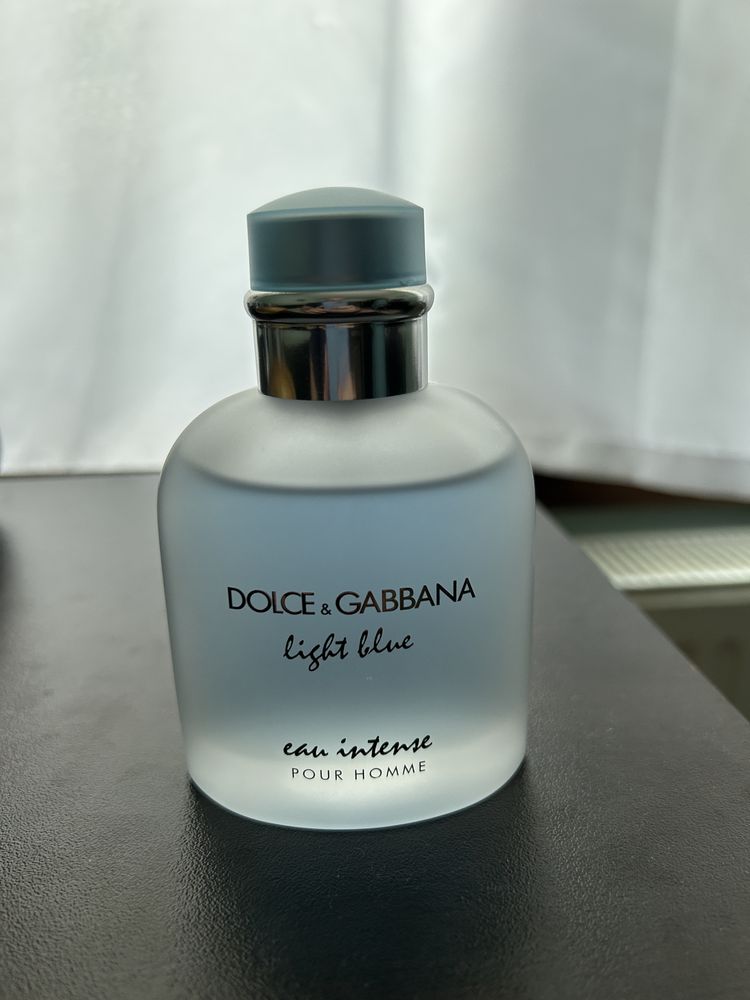 DOLCE & GABBANA
light blue
eau intense
POUR HOMME